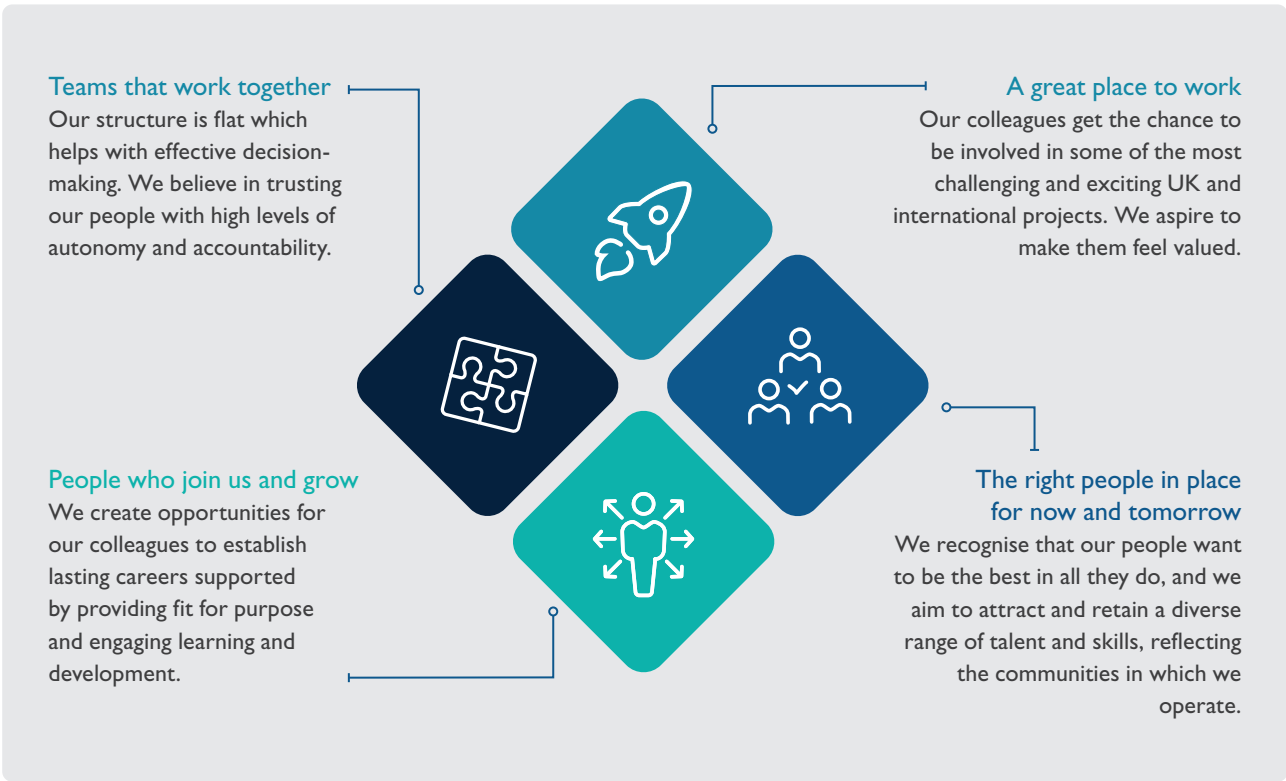 Teams that work together
Our structure is flat which
helps with effective decision-
making. We believe in trusting
our people with high levels of
autonomy and accountability.
A great place to work
Our colleagues get the chance to
be involved in some of the most
challenging and exciting UK and
international projects. We aspire to
make them feel valued.
People who join us and grow
We create opportunities for
our colleagues to establish
lasting careers supported
by providing fit for purpose
and engaging learning and
development.
The right people in place
for now and tomorrow
We recognise that our people want
to be the best in all they do, and we
aim to attract and retain a diverse
range of talent and skills, reflecting
the communities in which we
operate.